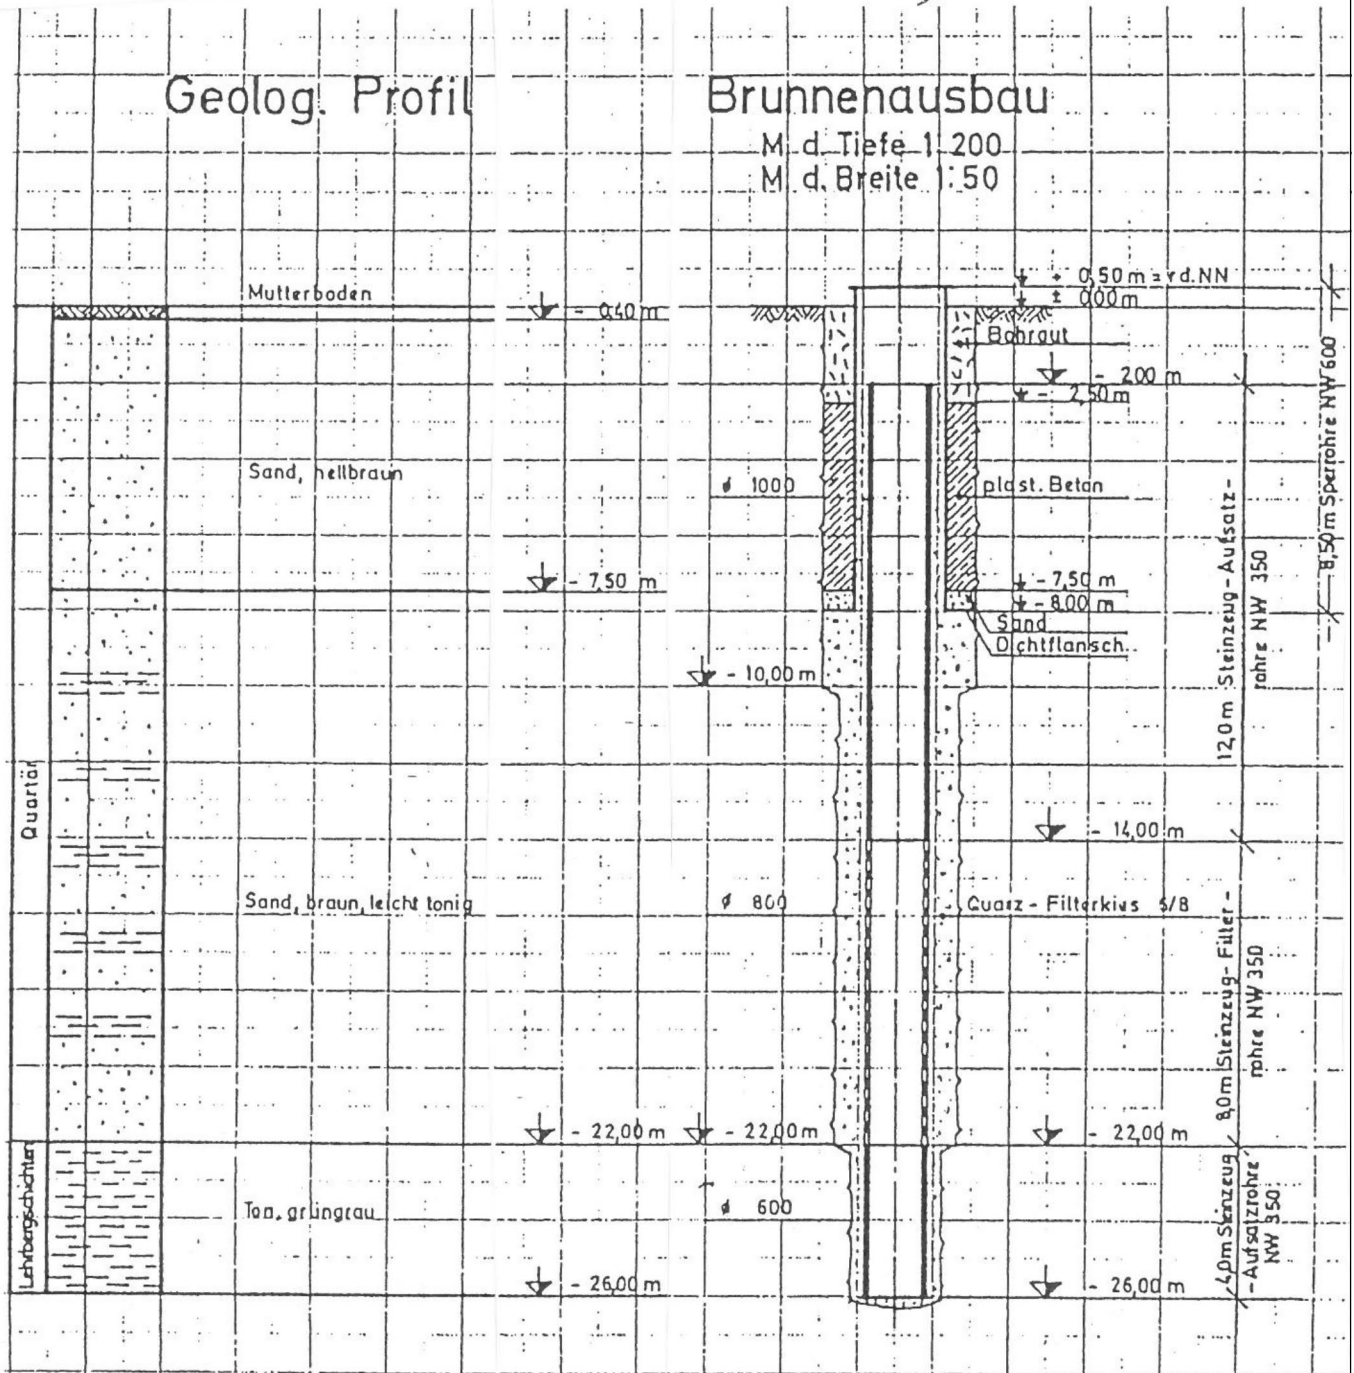 Geolog. Profil
Brunnenausbau
M. d. Tiefe 1:200
M. d. Breite 1:50
+ 0,50 m = rd. NN
± 0,00 m
Mutterboden
- 0,40 m
Bohrgut
- 2,00 m
- 2,50 m
Sand, hellbraun
ø 1000
plast. Beton
- 7,50 m
- 7,50 m
- 8,00 m
Sand
Dichtflansch
- 10,00 m
- 14,00 m
Sand, braun, leicht tonig
ø 800
Quarz - Filterkies 5/8
- 22,00 m
- 22,00 m
- 22,00 m
Ton, grüngrau
ø 600
- 26,00 m
- 26,00 m
Quartär
Lehrbergschichten
8,50 m Sperrohre NW 600
12,0 m Steinzeug - Aufsatz-
rohre NW 350
8,0 m Steinzeug - Filter -
rohre NW 350
4,0 m Steinzeug
- Aufsatzrohre
NW 350